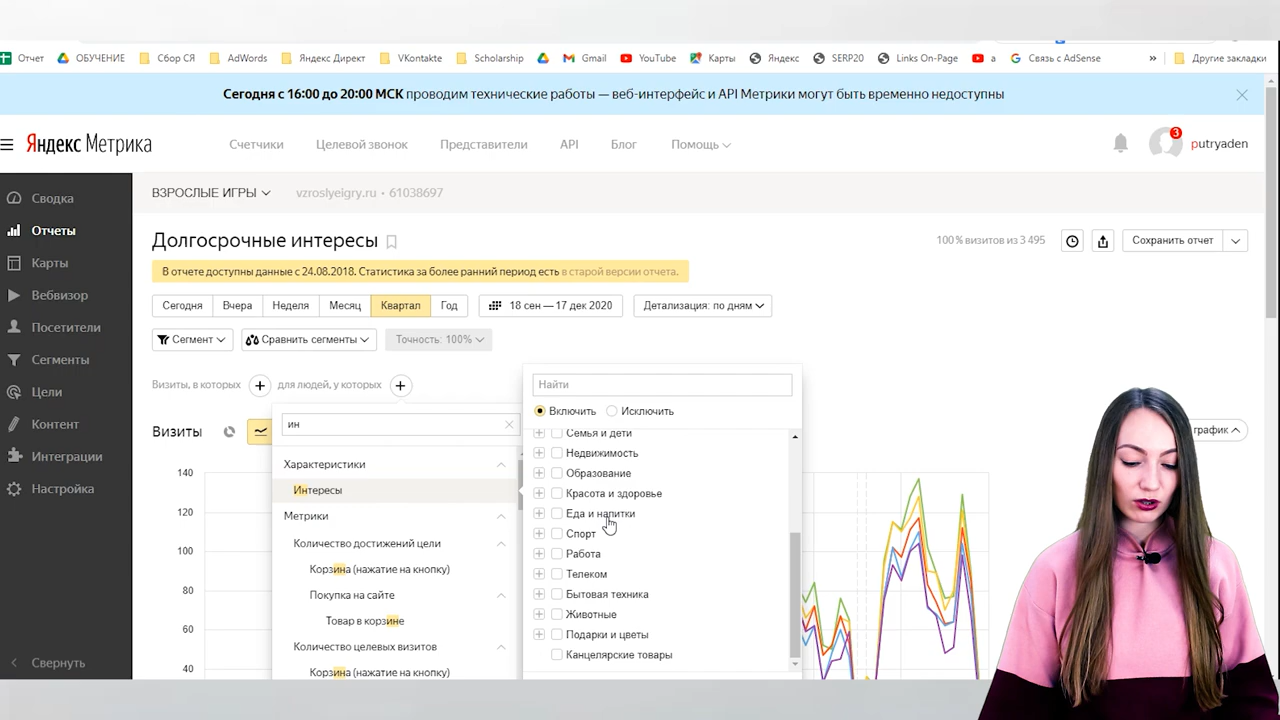 Отчет
ОБУЧЕНИЕ
Сбор СЯ
AdWords
Яндекс Директ
VKontakte
Scholarship
Gmail
YouTube
Карты
Яндекс
SERP20
Links On-Page
а
Связь с AdSense
»
Другие закладки
Сегодня с 16:00 до 20:00 МСК проводим технические работы — веб-интерфейс и API Метрики могут быть временно недоступны
Яндекс Метрика
Счетчики
Целевой звонок
Представители
API
Блог
Помощь
3
putryaden
Сводка
Отчеты
Карты
Вебвизор
Посетители
Сегменты
Цели
Контент
Интеграции
Настройка
Свернуть
ВЗРОСЛЫЕ ИГРЫ
vzroslyeigry.ru • 61038697
Долгосрочные интересы
100 % визитов из 3 495
Сохранить отчет
В отчете доступны данные с 24.08.2018. Статистика за более ранний период есть в старой версии отчета.
Сегодня
Вчера
Неделя
Месяц
Квартал
Год
18 сен — 17 дек 2020
Детализация: по дням
Сегмент
Сравнить сегменты
Точность: 100%
Визиты, в которых
для людей, у которых
Визиты
график
140
120
100
80
60
40
ин
Характеристики
Интересы
Метрики
Количество достижений цели
Корзина (нажатие на кнопку)
Покупка на сайте
Товар в корзине
Количество целевых визитов
Корзина (нажатие на кнопку)
Найти
Включить
Исключить
Семья и дети
Недвижимость
Образование
Красота и здоровье
Еда и напитки
Спорт
Работа
Телеком
Бытовая техника
Животные
Подарки и цветы
Канцелярские товары